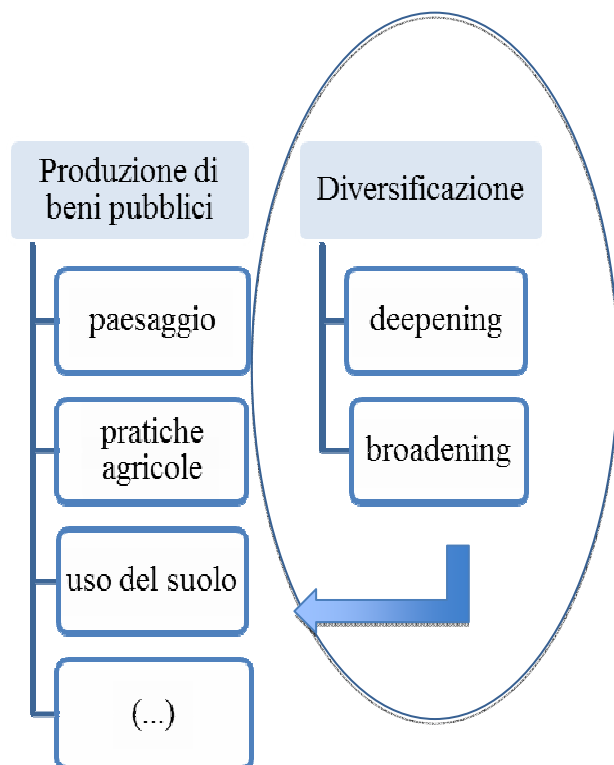 Produzione di
beni pubblici
paesaggio
pratiche
agricole
uso del suolo
(...)
Diversificazione
deepening
broadening